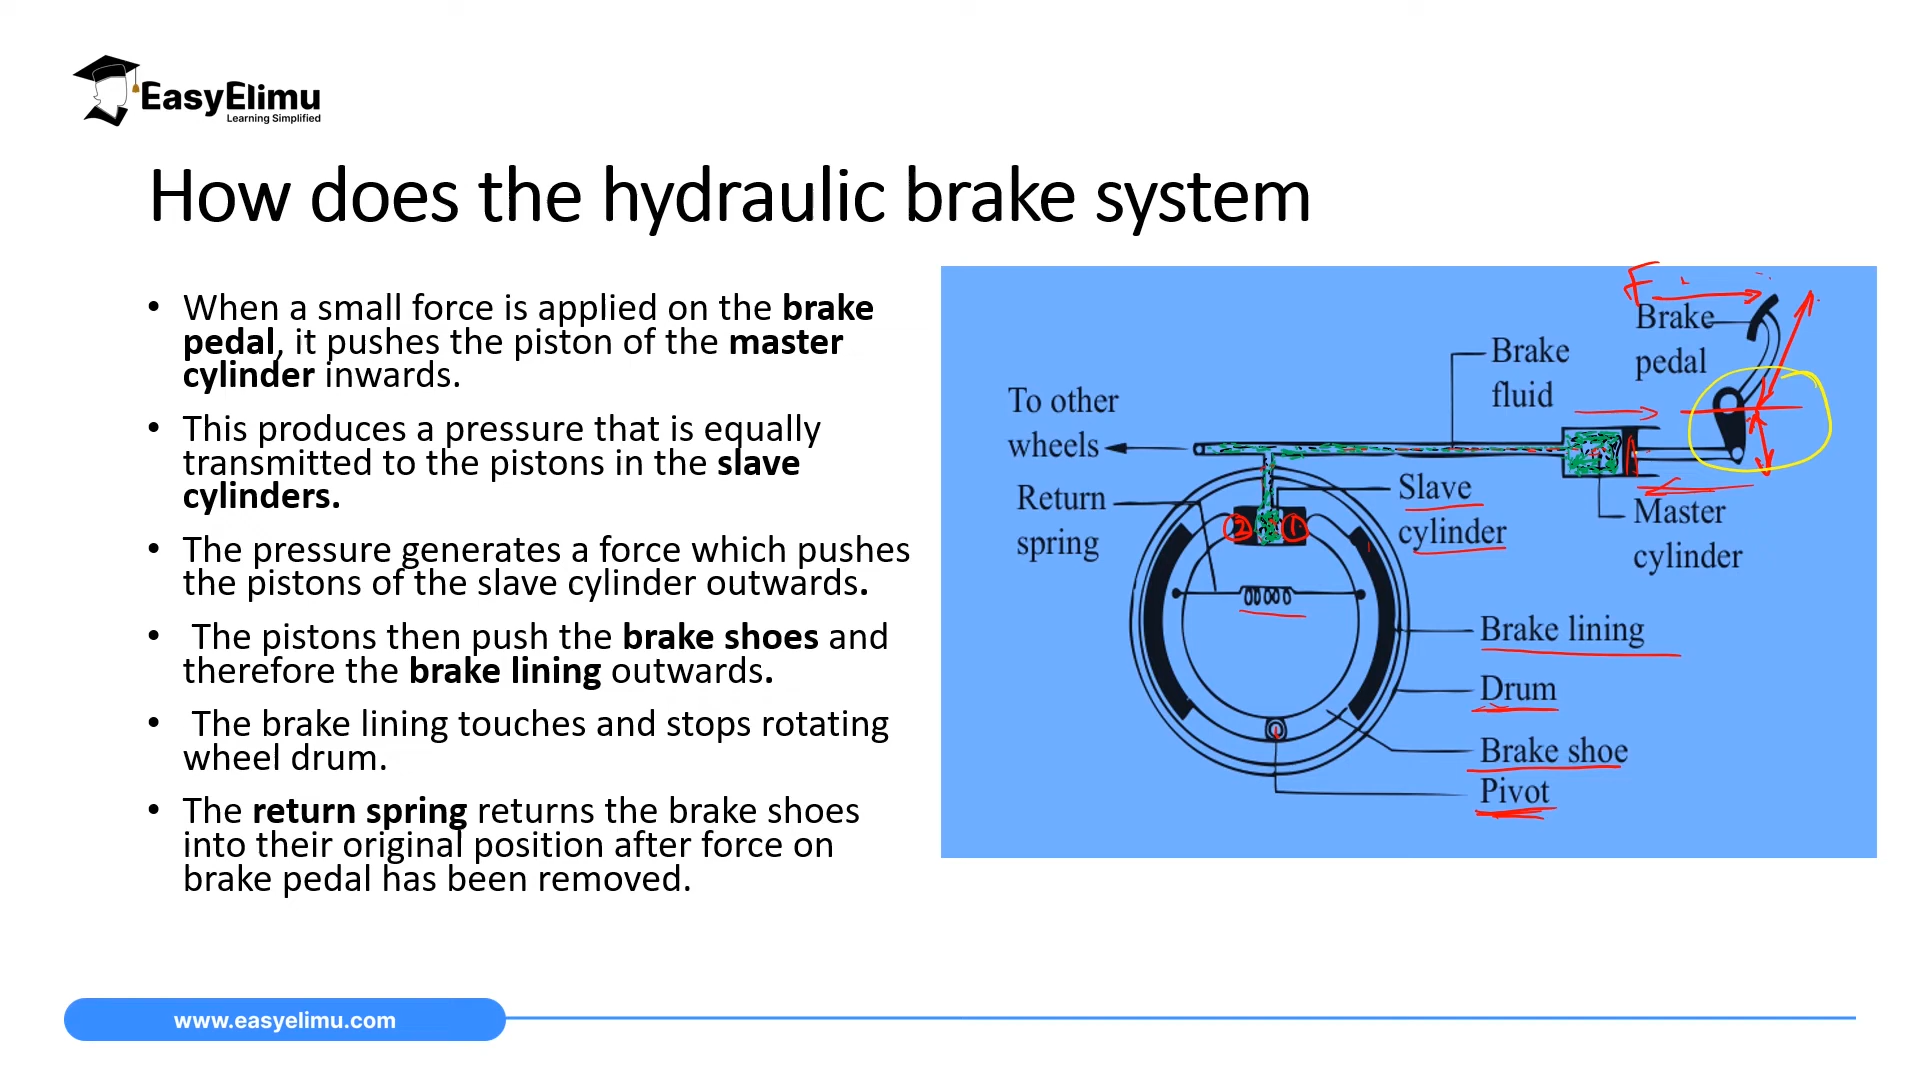 EasyElimu
Learning Simplified
How does the hydraulic brake system
• When a small force is applied on the brake
pedal, it pushes the piston of the master
cylinder inwards.
• This produces a pressure that is equally
transmitted to the pistons in the slave
cylinders.
• The pressure generates a force which pushes
the pistons of the slave cylinder outwards.
• The pistons then push the brake shoes and
therefore the brake lining outwards.
• The brake lining touches and stops rotating
wheel drum.
• The return spring returns the brake shoes
into their original position after force on
brake pedal has been removed.
F
Brake
pedal
Brake
fluid
To other
wheels
Return
spring
Slave
cylinder
2
1
Master
cylinder
Brake lining
Drum
Brake shoe
Pivot
www.easyelimu.com